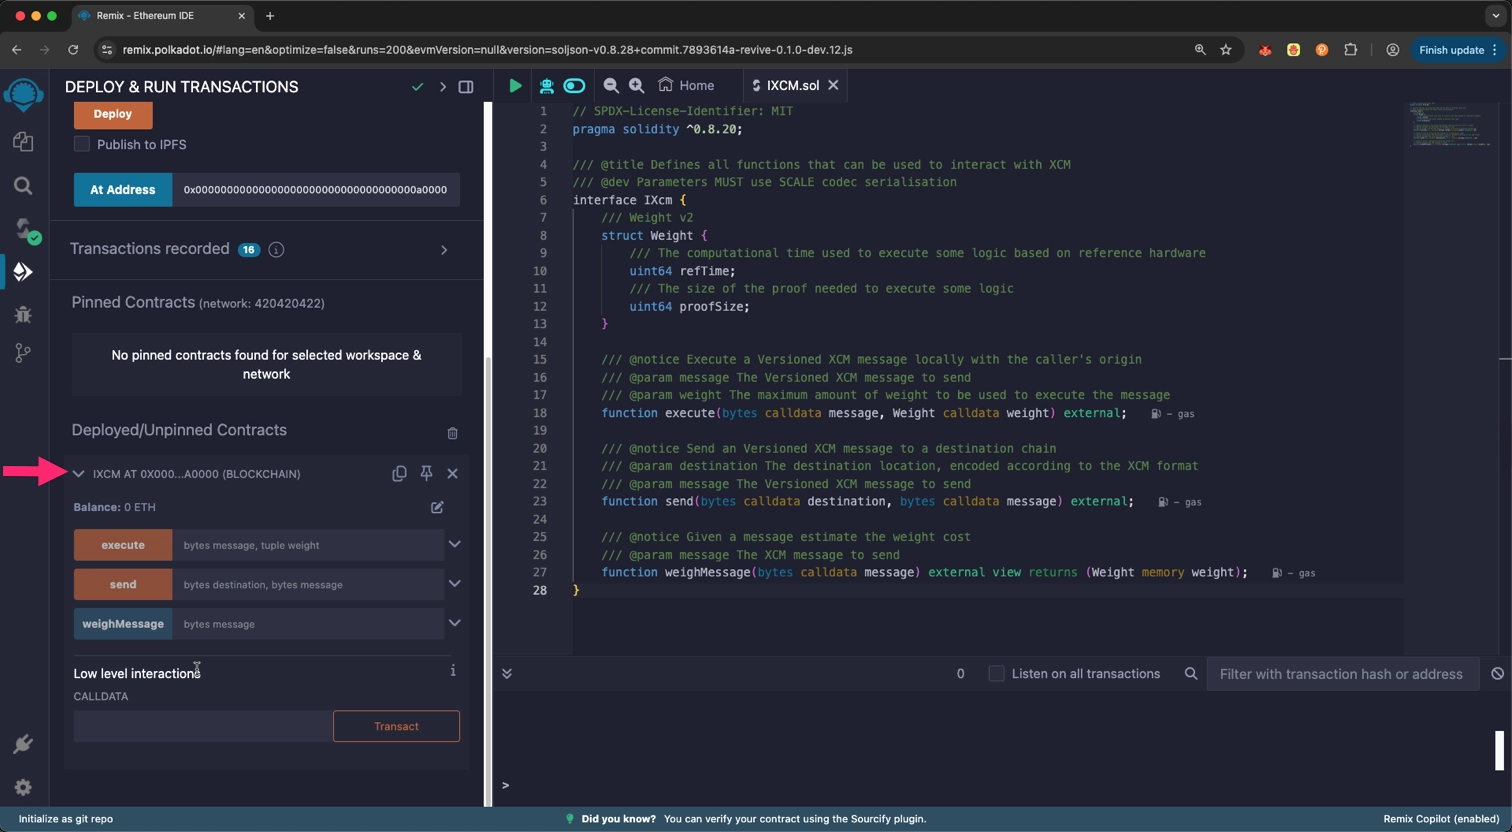 Remix - Ethereum IDE
remix.polkadot.io/#lang=en&optimize=false&runs=200&evmVersion=null&version=soljson-v0.8.28+commit.7893614a-revive-0.1.0-dev.12.js
Finish update
DEPLOY & RUN TRANSACTIONS
Deploy
Publish to IPFS
At Address
0x00000000000000000000000000000000000a0000
Transactions recorded 16
Pinned Contracts (network: 420420422)
No pinned contracts found for selected workspace &
network
Deployed/Unpinned Contracts
IXCM AT 0X000...A0000 (BLOCKCHAIN)
Balance: 0 ETH
execute bytes message, tuple weight
send bytes destination, bytes message
weighMessage bytes message
Low level interactions
CALLDATA
Transact
Home
IXCM.sol
1 // SPDX-License-Identifier: MIT
2 pragma solidity ^0.8.20;
3
4 /// @title Defines all functions that can be used to interact with XCM
5 /// @dev Parameters MUST use SCALE codec serialisation
6 interface IXcm {
7 /// Weight v2
8 struct Weight {
9 /// The computational time used to execute some logic based on reference hardware
10 uint64 refTime;
11 /// The size of the proof needed to execute some logic
12 uint64 proofSize;
13 }
14
15 /// @notice Execute a Versioned XCM message locally with the caller's origin
16 /// @param message The Versioned XCM message to send
17 /// @param weight The maximum amount of weight to be used to execute the message
18 function execute(bytes calldata message, Weight calldata weight) external; - gas
19
20 /// @notice Send an Versioned XCM message to a destination chain
21 /// @param destination The destination location, encoded according to the XCM format
22 /// @param message The Versioned XCM message to send
23 function send(bytes calldata destination, bytes calldata message) external; - gas
24
25 /// @notice Given a message estimate the weight cost
26 /// @param message The XCM message to send
27 function weighMessage(bytes calldata message) external view returns (Weight memory weight); - gas
28 }
0
Listen on all transactions
Filter with transaction hash or address
>
Initialize as git repo
Did you know? You can verify your contract using the Sourcify plugin.
Remix Copilot (enabled)